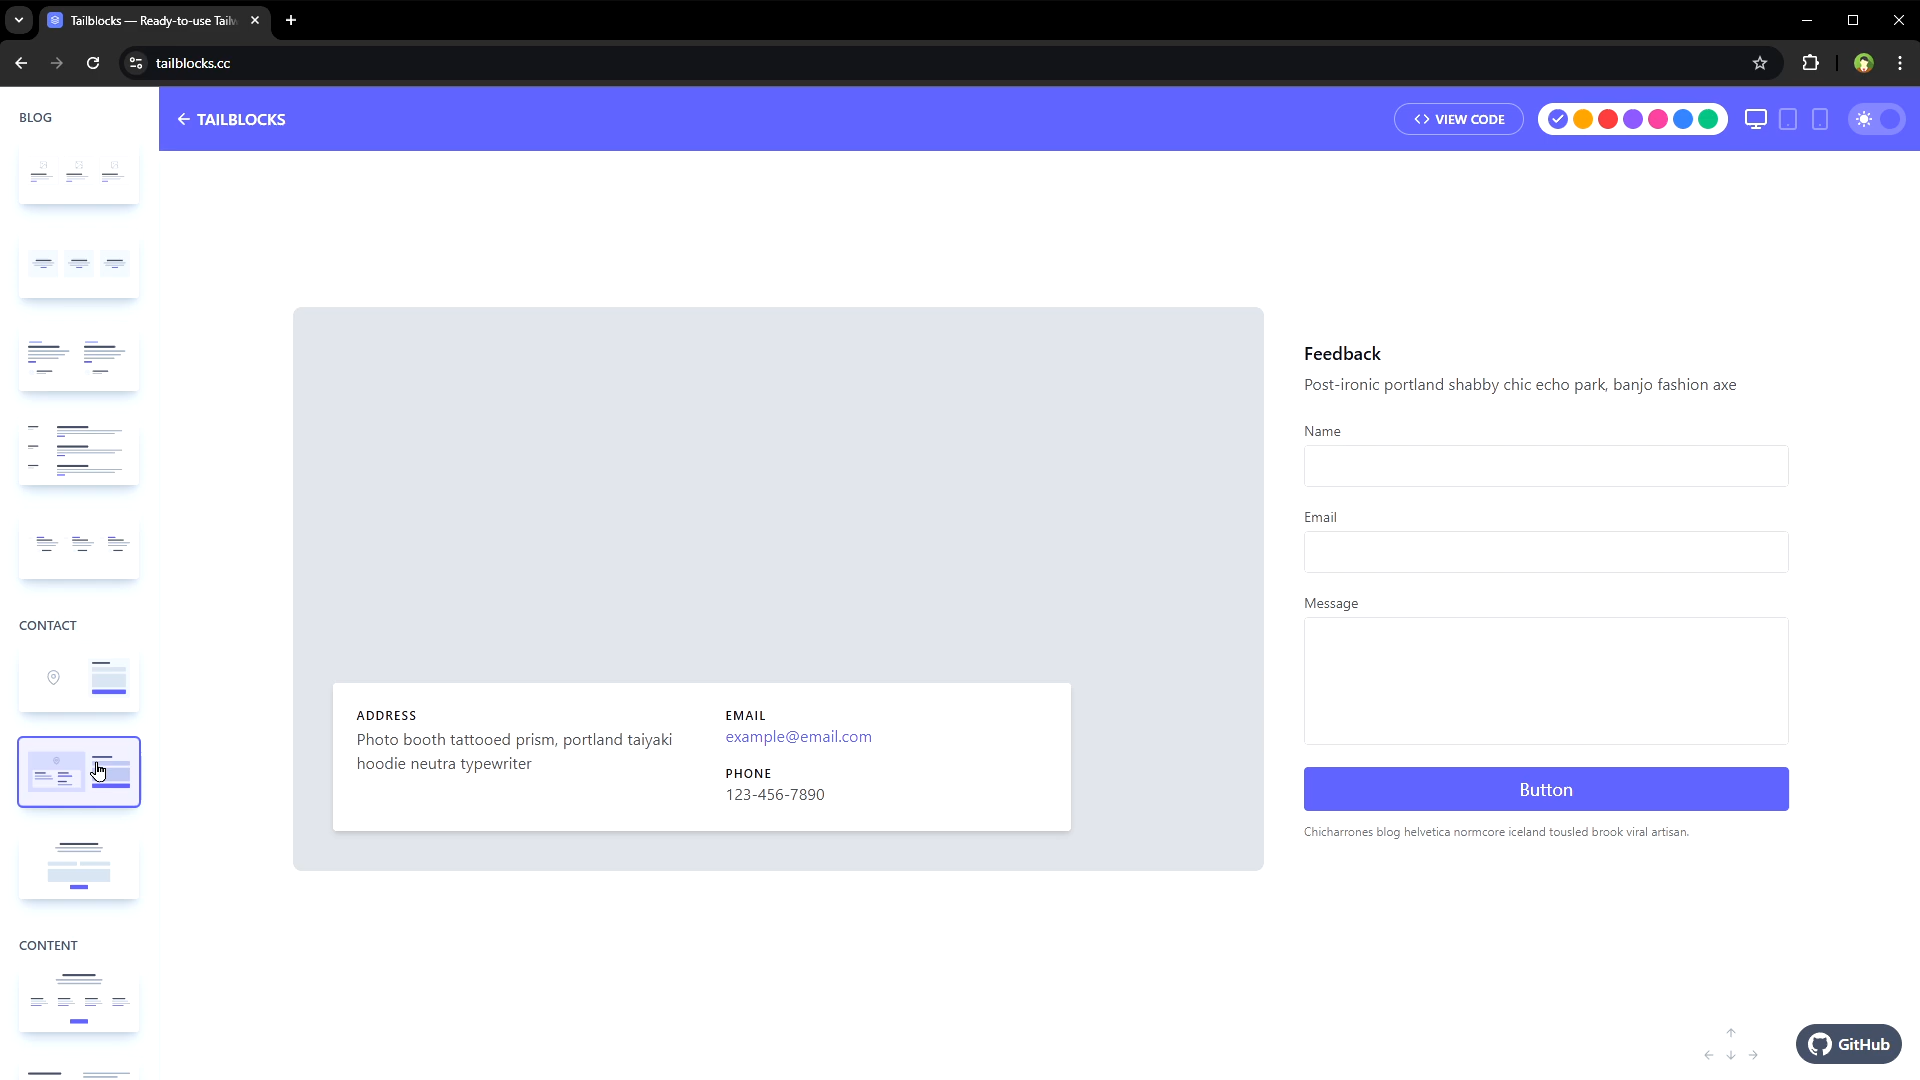 Tailblocks — Ready-to-use Tailw
tailblocks.cc
BLOG
TAILBLOCKS
VIEW CODE
CONTACT
CONTENT
ADDRESS
Photo booth tattooed prism, portland taiyaki
hoodie neutra typewriter
EMAIL
example@email.com
PHONE
123-456-7890
Feedback
Post-ironic portland shabby chic echo park, banjo fashion axe
Name
Email
Message
Button
Chicharrones blog helvetica normcore iceland tousled brook viral artisan.
GitHub